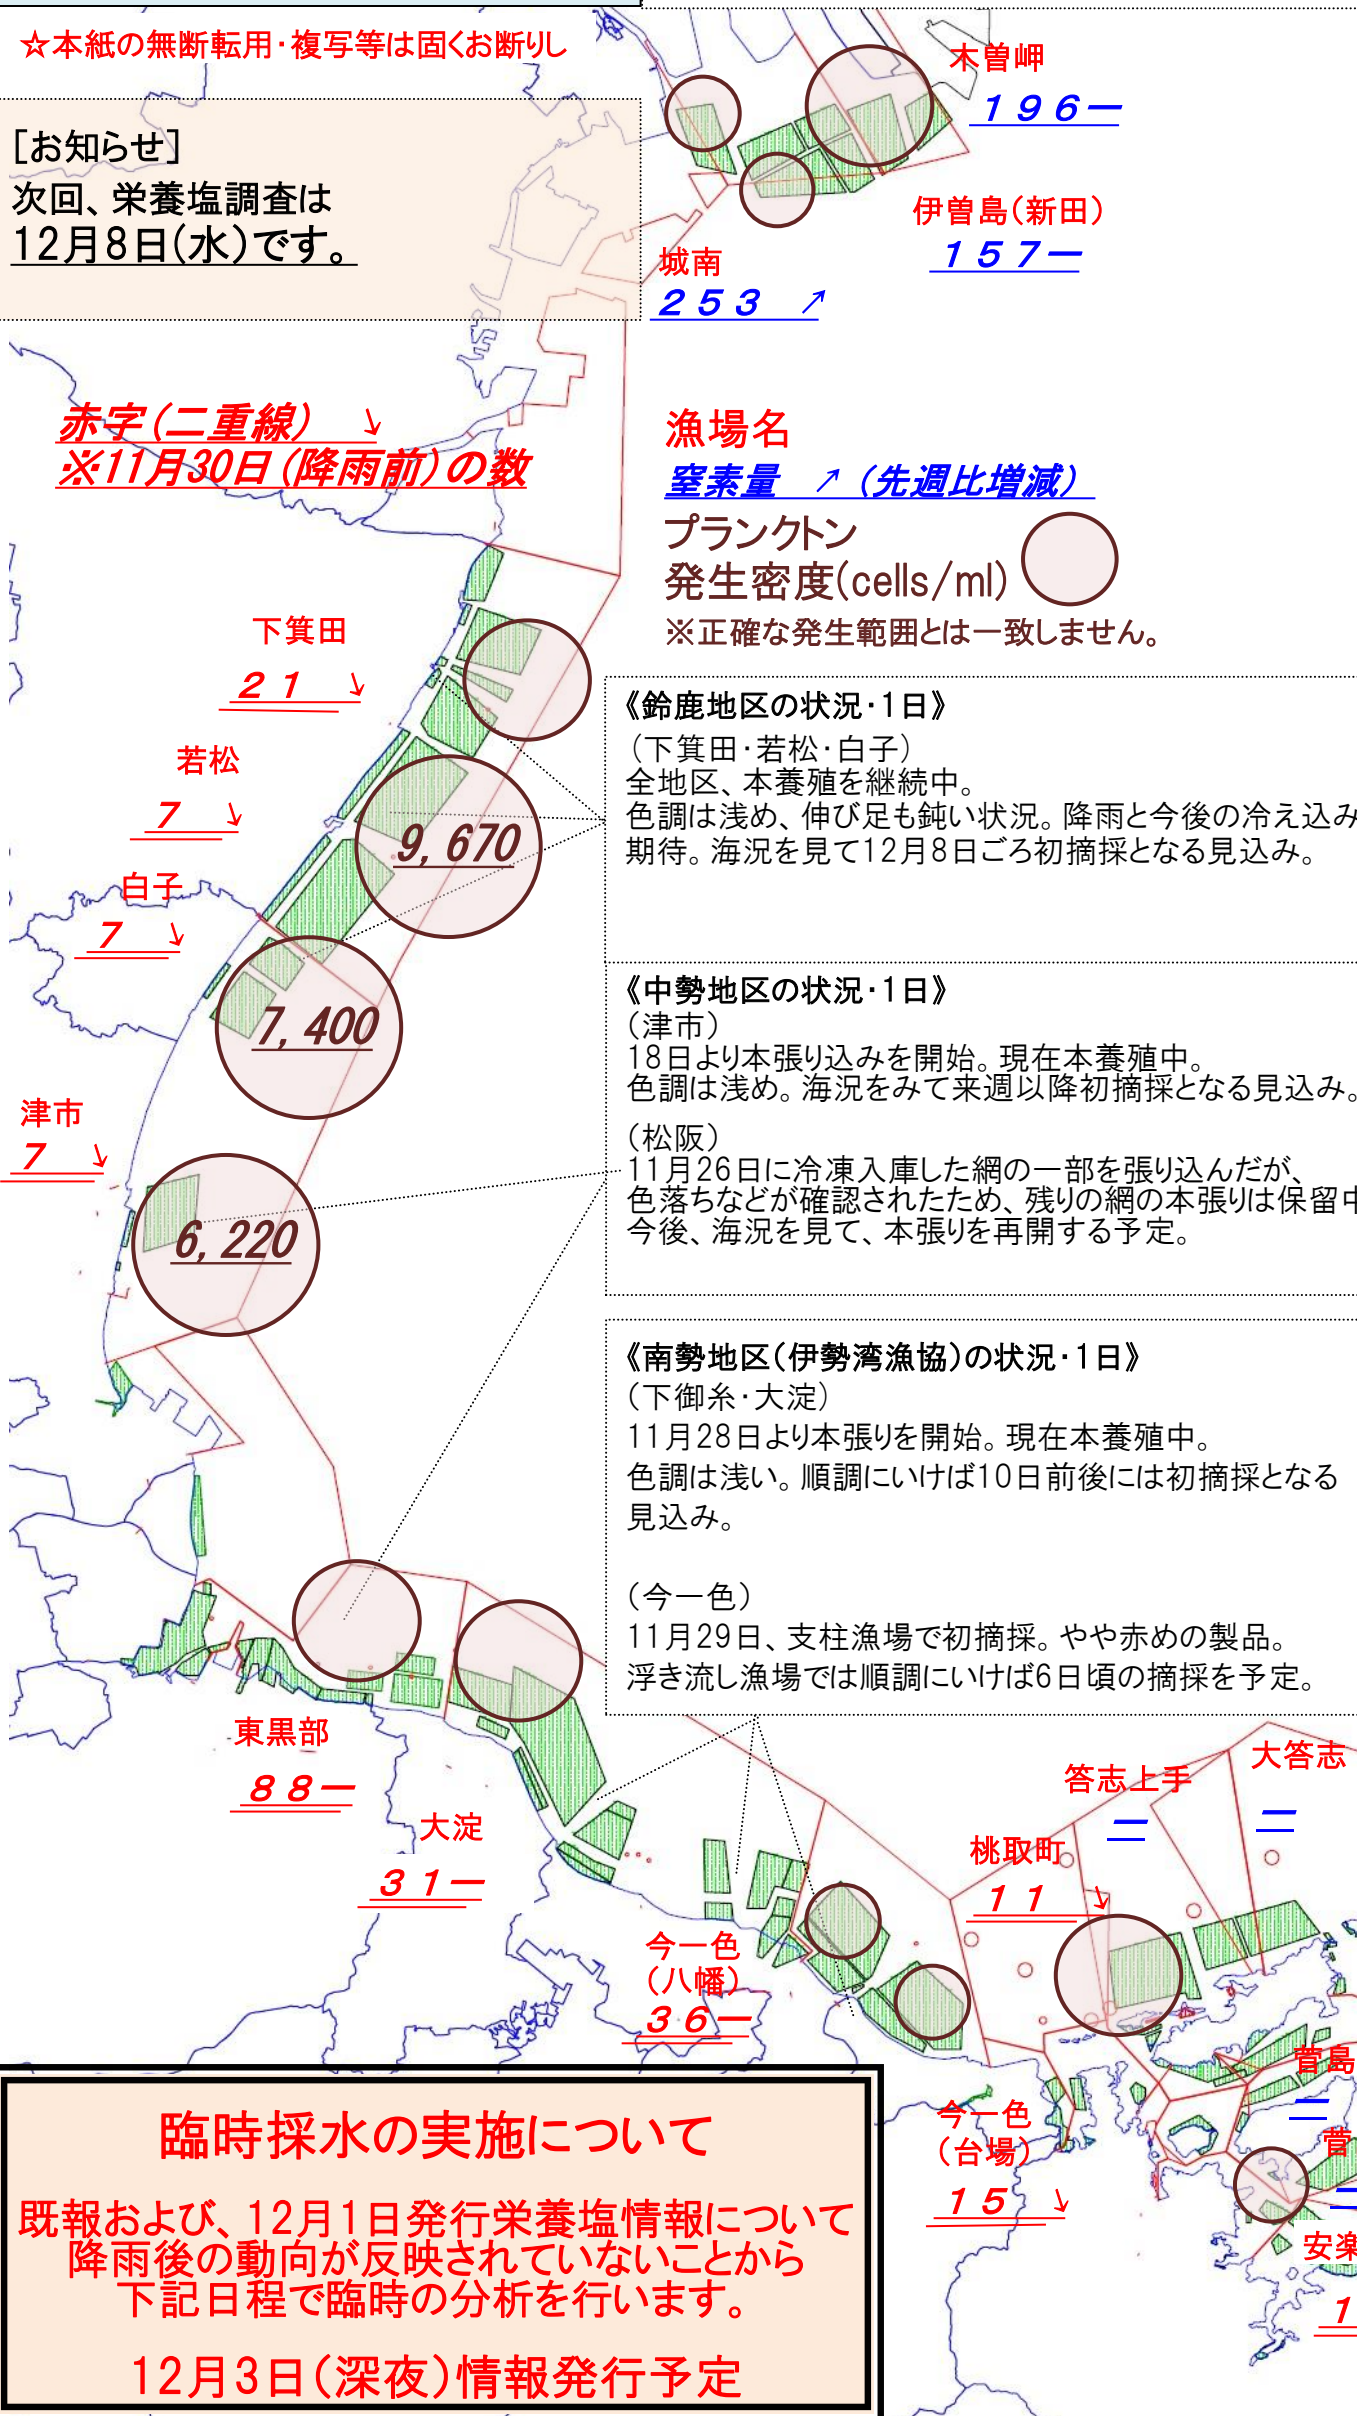 ☆本紙の無断転用・複写等は固くお断りし
[お知らせ]
次回、栄養塩調査は
12月8日(水)です。
木曽岬
196ー
伊曽島(新田)
157ー
城南
253 ↗
赤字(二重線) ↘
※11月30日(降雨前)の数
漁場名
窒素量 ↗(先週比増減)
プランクトン
発生密度(cells/ml)
※正確な発生範囲とは一致しません。
下箕田
21 ↘
若松
7 ↘
9,670
白子
7 ↘
7,400
津市
7 ↘
6,220
《鈴鹿地区の状況・1日》
(下箕田・若松・白子)
全地区、本養殖を継続中。
色調は浅め、伸び足も鈍い状況。降雨と今後の冷え込み
期待。海況を見て12月8日ごろ初摘採となる見込み。
《中勢地区の状況・1日》
(津市)
18日より本張り込みを開始。現在本養殖中。
色調は浅め。海況をみて来週以降初摘採となる見込み。
(松阪)
11月26日に冷凍入庫した網の一部を張り込んだが、
色落ちなどが確認されたため、残りの網の本張りは保留中
今後、海況を見て、本張りを再開する予定。
《南勢地区(伊勢湾漁協)の状況・1日》
(下御糸・大淀)
11月28日より本張りを開始。現在本養殖中。
色調は浅い。順調にいけば10日前後には初摘採となる
見込み。
(今一色)
11月29日、支柱漁場で初摘採。やや赤めの製品。
浮き流し漁場では順調にいけば6日頃の摘採を予定。
東黒部
88ー
大淀
31ー
今一色
(八幡)
36ー
桃取町
11 ↘
答志上手
ー
大答志
ー
菅島
ー
菅
ー
今一色
(台場)
15 ↘
安楽
1
臨時採水の実施について
既報および、12月1日発行栄養塩情報について
降雨後の動向が反映されていないことから
下記日程で臨時の分析を行います。
12月3日(深夜)情報発行予定